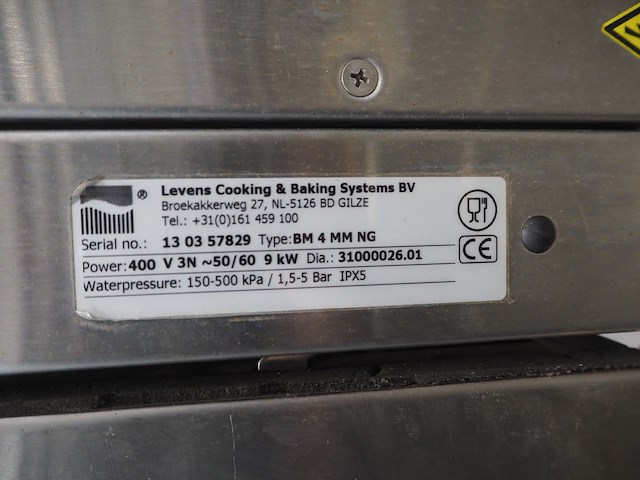 ®
Levens Cooking & Baking Systems BV
Broekakkerweg 27, NL-5126 BD GILZE
Tel.: +31(0)161 459 100
Serial no.: 13 03 57829 Type: BM 4 MM NG
Power: 400 V 3N ~50/60 9 kW Dia.: 31000026.01
Waterpressure: 150-500 kPa / 1,5-5 Bar IPX5
CE